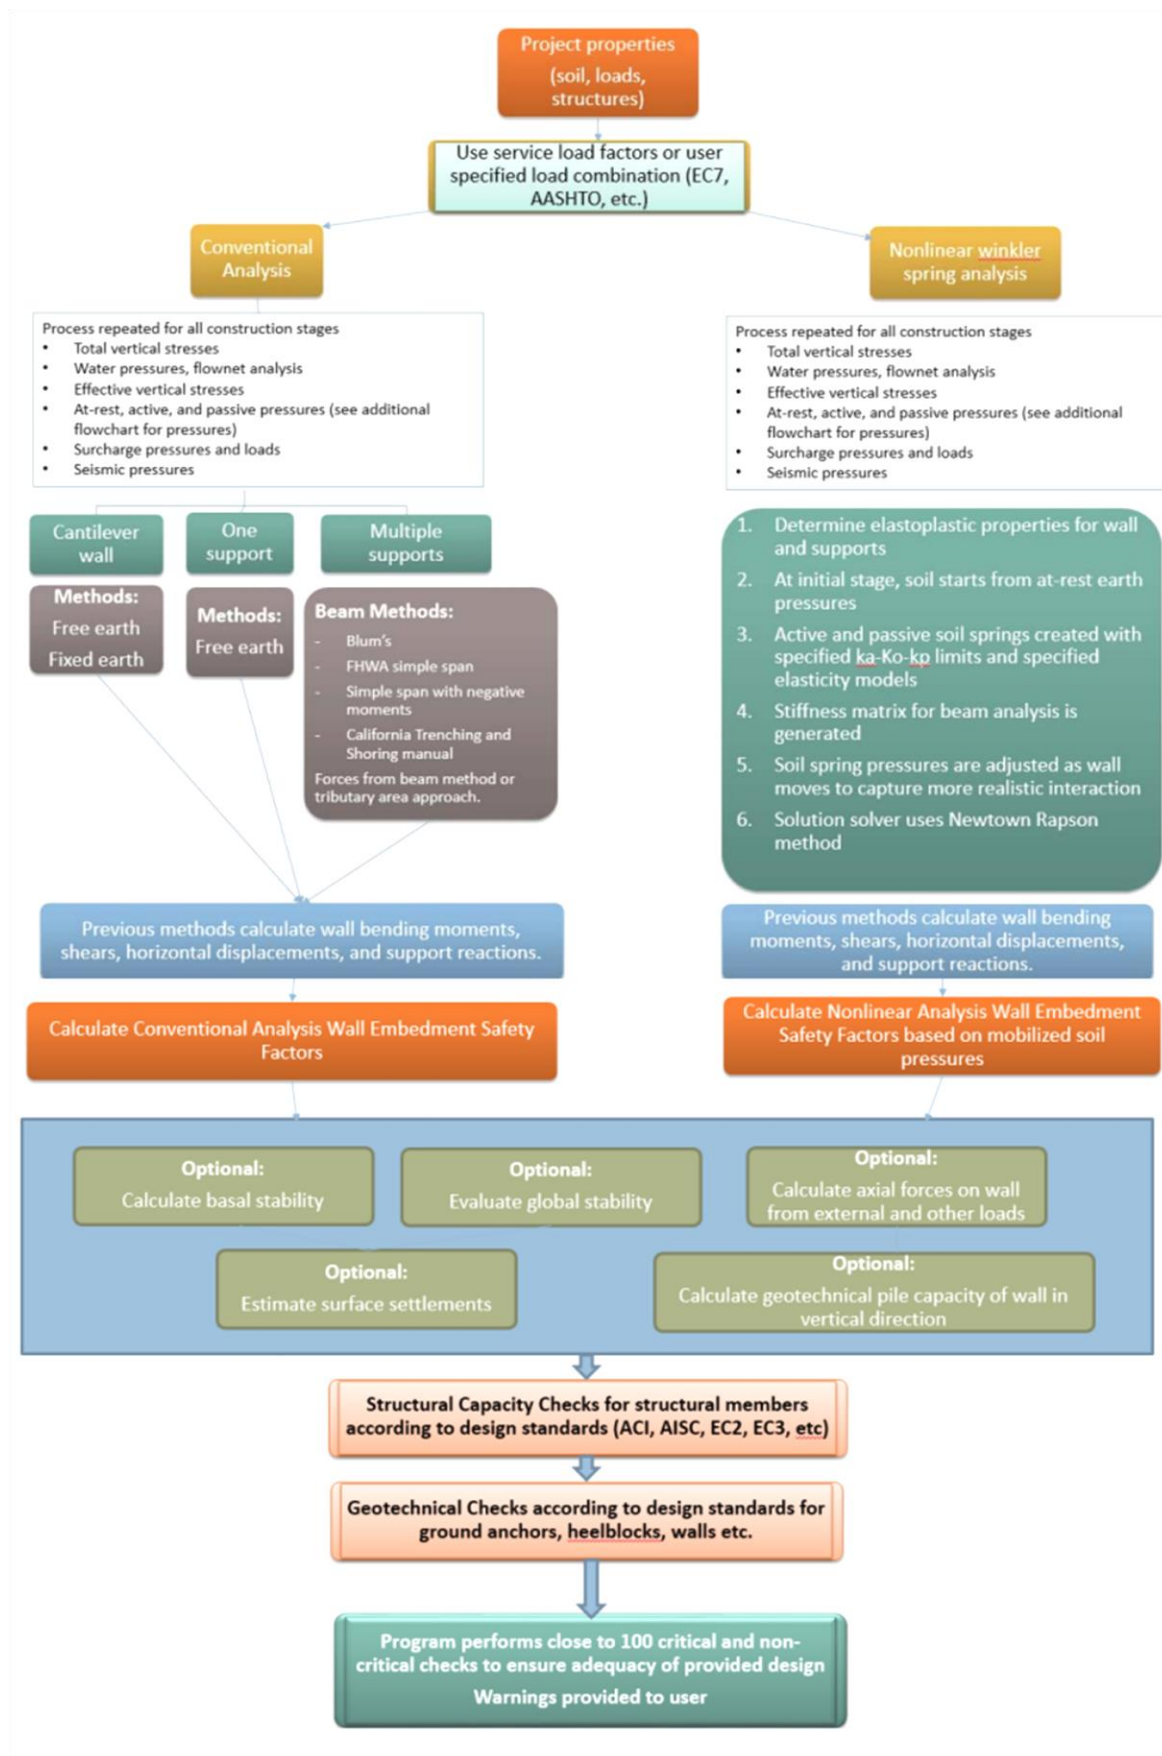 Project properties
(soil, loads,
structures)
Use service load factors or user
specified load combination (EC7,
AASHTO, etc.)
Conventional
Analysis
Nonlinear winkler
spring analysis
Process repeated for all construction stages
• Total vertical stresses
• Water pressures, flownet analysis
• Effective vertical stresses
• At-rest, active, and passive pressures (see additional
flowchart for pressures)
• Surcharge pressures and loads
• Seismic pressures
Process repeated for all construction stages
• Total vertical stresses
• Water pressures, flownet analysis
• Effective vertical stresses
• At-rest, active, and passive pressures (see additional
flowchart for pressures)
• Surcharge pressures and loads
• Seismic pressures
Cantilever
wall
One
support
Multiple
supports
Methods:
Free earth
Fixed earth
Methods:
Free earth
Beam Methods:
- Blum's
- FHWA simple span
- Simple span with negative
moments
- California Trenching and
Shoring manual
Forces from beam method or
tributary area approach.
1. Determine elastoplastic properties for wall
and supports
2. At initial stage, soil starts from at-rest earth
pressures
3. Active and passive soil springs created with
specified ka-Ko-kp limits and specified
elasticity models
4. Stiffness matrix for beam analysis is
generated
5. Soil spring pressures are adjusted as wall
moves to capture more realistic interaction
6. Solution solver uses Newtown Rapson
method
Previous methods calculate wall bending moments,
shears, horizontal displacements, and support reactions.
Previous methods calculate wall bending
moments, shears, horizontal displacements,
and support reactions.
Calculate Conventional Analysis Wall Embedment Safety
Factors
Calculate Nonlinear Analysis Wall Embedment
Safety Factors based on mobilized soil
pressures
Optional:
Calculate basal stability
Optional:
Evaluate global stability
Optional:
Calculate axial forces on wall
from external and other loads
Optional:
Estimate surface settlements
Optional:
Calculate geotechnical pile capacity of wall in
vertical direction
Structural Capacity Checks for structural members
according to design standards (ACI, AISC, EC2, EC3, etc)
Geotechnical Checks according to design standards for
ground anchors, heelblocks, walls etc.
Program performs close to 100 critical and non-
critical checks to ensure adequacy of provided design
Warnings provided to user